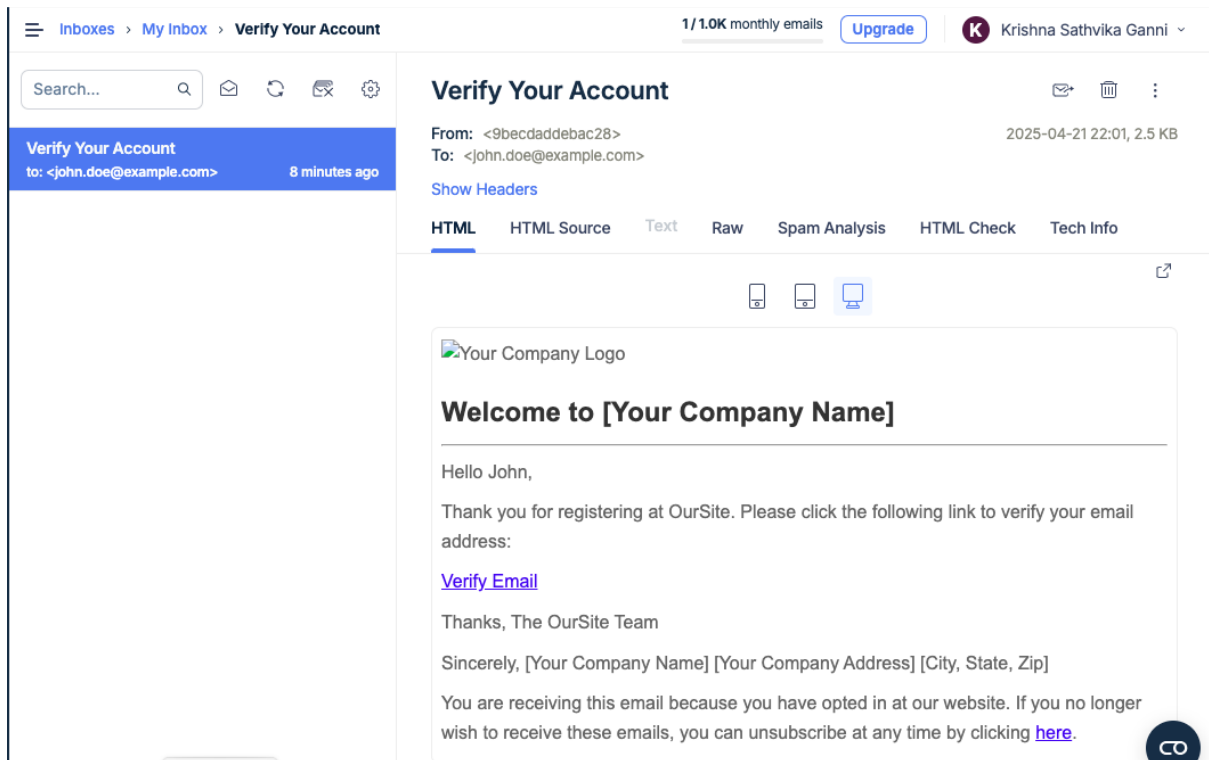 Inboxes › My Inbox › Verify Your Account
1 / 1.0K monthly emails
Upgrade
K
Krishna Sathvika Ganni
Search...
Verify Your Account
to: <john.doe@example.com>
8 minutes ago
Verify Your Account
From: <9becdaddebac28>
2025-04-21 22:01, 2.5 KB
To: <john.doe@example.com>
Show Headers
HTML HTML Source Text Raw Spam Analysis HTML Check Tech Info
Your Company Logo
Welcome to [Your Company Name]
Hello John,
Thank you for registering at OurSite. Please click the following link to verify your email
address:
Verify Email
Thanks, The OurSite Team
Sincerely, [Your Company Name] [Your Company Address] [City, State, Zip]
You are receiving this email because you have opted in at our website. If you no longer
wish to receive these emails, you can unsubscribe at any time by clicking here.